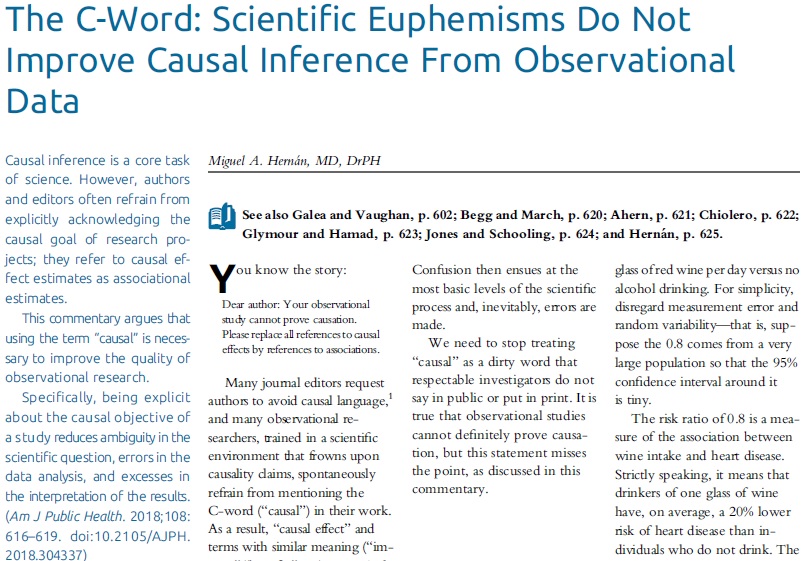 The C-Word: Scientific Euphemisms Do Not
Improve Causal Inference From Observational
Data
Causal inference is a core task
of science. However, authors
and editors often refrain from
explicitly acknowledging the
causal goal of research pro-
jects; they refer to causal ef-
fect estimates as associational
estimates.
This commentary argues that
using the term “causal” is neces-
sary to improve the quality of
observational research.
Specifically, being explicit
about the causal objective of
a study reduces ambiguity in the
scientific question, errors in the
data analysis, and excesses in
the interpretation of the results.
(Am J Public Health. 2018;108:
616–619. doi:10.2105/AJPH.
2018.304337)
Miguel A. Hernán, MD, DrPH
See also Galea and Vaughan, p. 602; Begg and March, p. 620; Ahern, p. 621; Chiolero, p. 622;
Glymour and Hamad, p. 623; Jones and Schooling, p. 624; and Hernán, p. 625.
You know the story:
Dear author: Your observational
study cannot prove causation.
Please replace all references to causal
effects by references to associations.
Many journal editors request
authors to avoid causal language,1
and many observational re-
searchers, trained in a scientific
environment that frowns upon
causality claims, spontaneously
refrain from mentioning the
C-word (“causal”) in their work.
As a result, “causal effect” and
terms with similar meaning (“im-
Confusion then ensues at the
most basic levels of the scientific
process and, inevitably, errors are
made.
We need to stop treating
“causal” as a dirty word that
respectable investigators do not
say in public or put in print. It is
true that observational studies
cannot definitely prove causa-
tion, but this statement misses
the point, as discussed in this
commentary.
glass of red wine per day versus no
alcohol drinking. For simplicity,
disregard measurement error and
random variability—that is, sup-
pose the 0.8 comes from a very
large population so that the 95%
confidence interval around it
is tiny.
The risk ratio of 0.8 is a mea-
sure of the association between
wine intake and heart disease.
Strictly speaking, it means that
drinkers of one glass of wine
have, on average, a 20% lower
risk of heart disease than in-
dividuals who do not drink. The